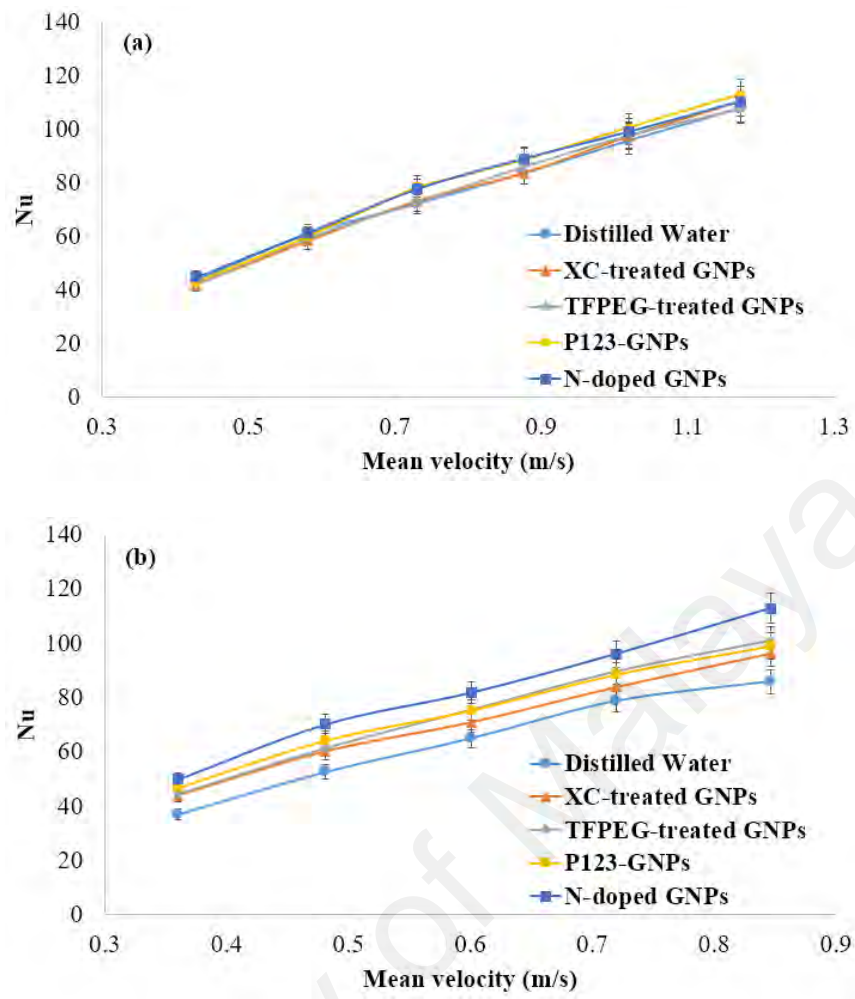 140
(a)
120
100
80
60
40
20
0
Nu
Distilled Water
XC-treated GNPs
TFPEG-treated GNPs
P123-GNPs
N-doped GNPs
0.3 0.5 0.7 0.9 1.1 1.3
Mean velocity (m/s)
140
(b)
120
100
80
60
40
20
0
Nu
Distilled Water
XC-treated GNPs
TFPEG-treated GNPs
P123-GNPs
N-doped GNPs
0.3 0.4 0.5 0.6 0.7 0.8 0.9
Mean velocity (m/s)
of Malaya